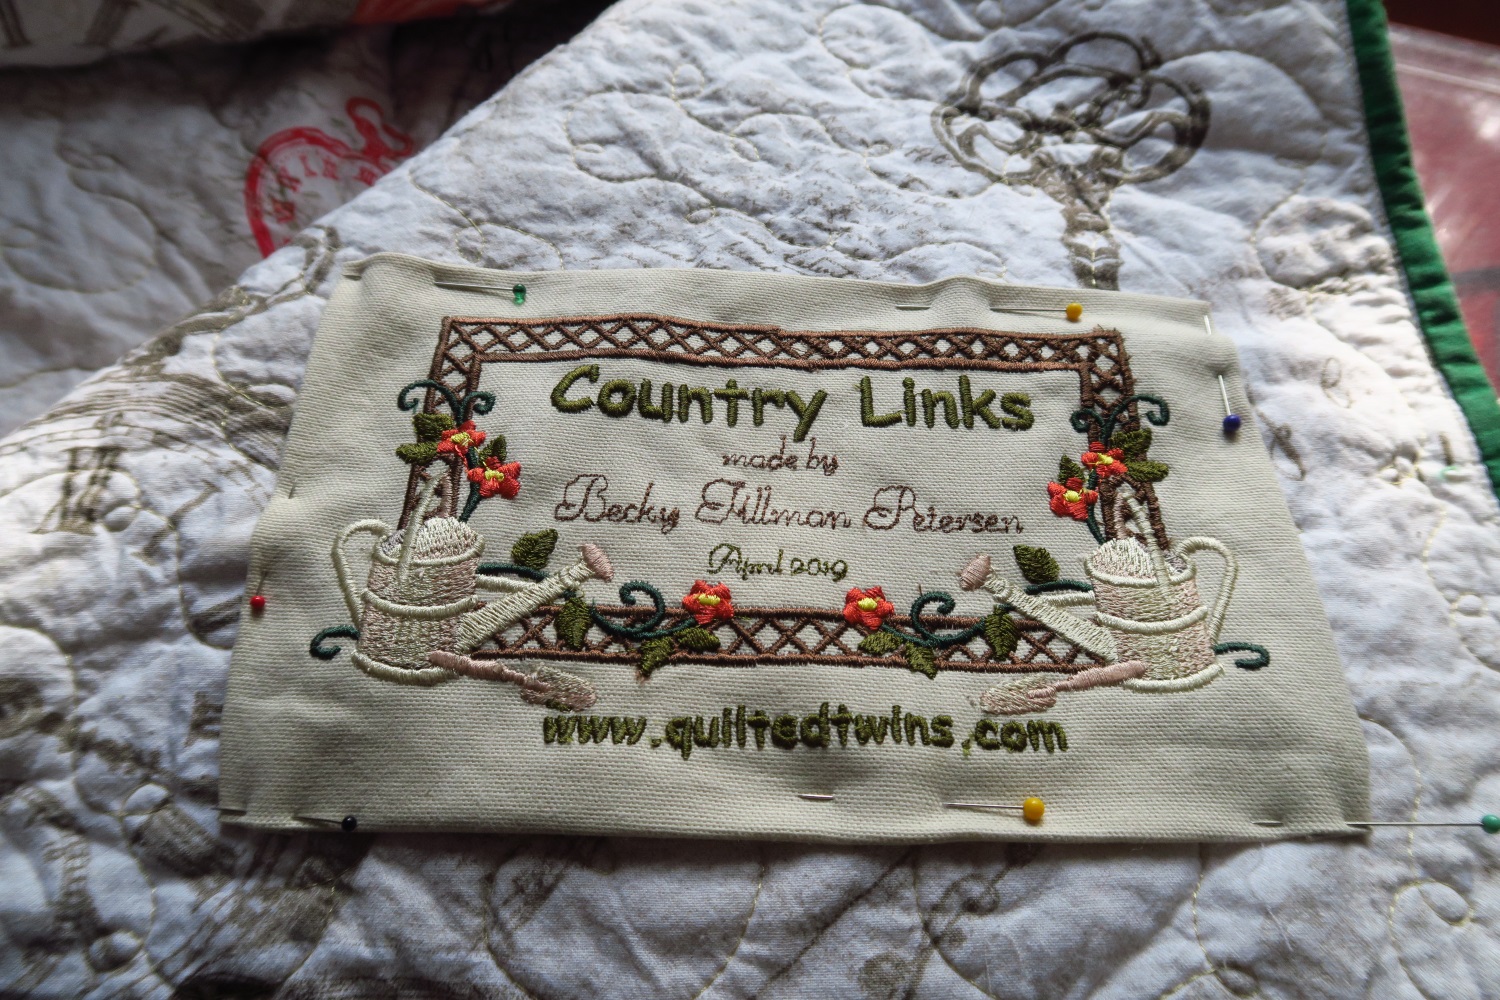 Country Links
made by
Becky Tillman Petersen
April 2019
www.quiltedtwins.com